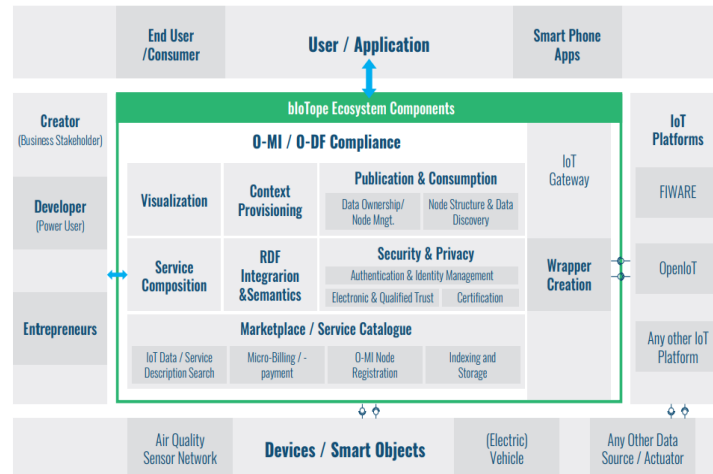 End User
/Consumer
User / Application
Smart Phone
Apps
Creator
(Business Stakeholder)
Developer
(Power User)
Entrepreneurs
bIoTope Ecosystem Components
O-MI / O-DF Compliance
Visualization
Context
Provisioning
Publication & Consumption
Data Ownership/
Node Mngt.
Node Structure & Data
Discovery
Service
Composition
RDF
Integrarion
&Semantics
Security & Privacy
Authentication & Identity Management
Electronic & Qualified Trust
Certification
Marketplace / Service Catalogue
IoT Data / Service
Description Search
Micro-Billing / -
payment
O-MI Node
Registration
Indexing and
Storage
IoT
Gateway
Wrapper
Creation
IoT
Platforms
FIWARE
OpenIoT
Any other IoT
Platform
Air Quality
Sensor Network
Devices / Smart Objects
(Electric)
Vehicle
Any Other Data
Source / Actuator